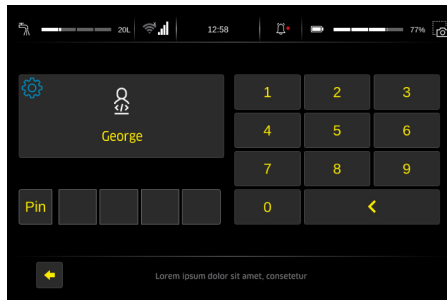 20L 12:58 77%
George
1 2 3
4 5 6
7 8 9
Pin 0
Lorem ipsum dolor sit amet, consetetur